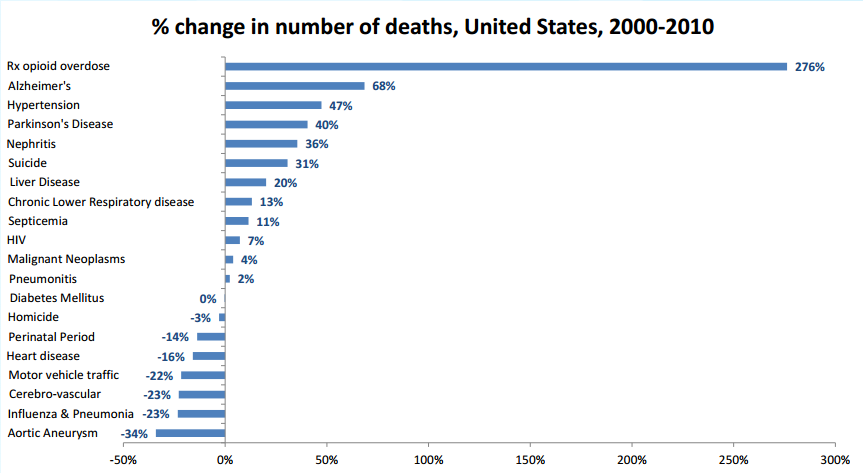 % change in number of deaths, United States, 2000-2010
Rx opioid overdose 276%
Alzheimer's 68%
Hypertension 47%
Parkinson's Disease 40%
Nephritis 36%
Suicide 31%
Liver Disease 20%
Chronic Lower Respiratory disease 13%
Septicemia 11%
HIV 7%
Malignant Neoplasms 4%
Pneumonitis 2%
Diabetes Mellitus 0%
Homicide -3%
Perinatal Period -14%
Heart disease -16%
Motor vehicle traffic -22%
Cerebro-vascular -23%
Influenza & Pneumonia -23%
Aortic Aneurysm -34%
-50% 0% 50% 100% 150% 200% 250% 300%